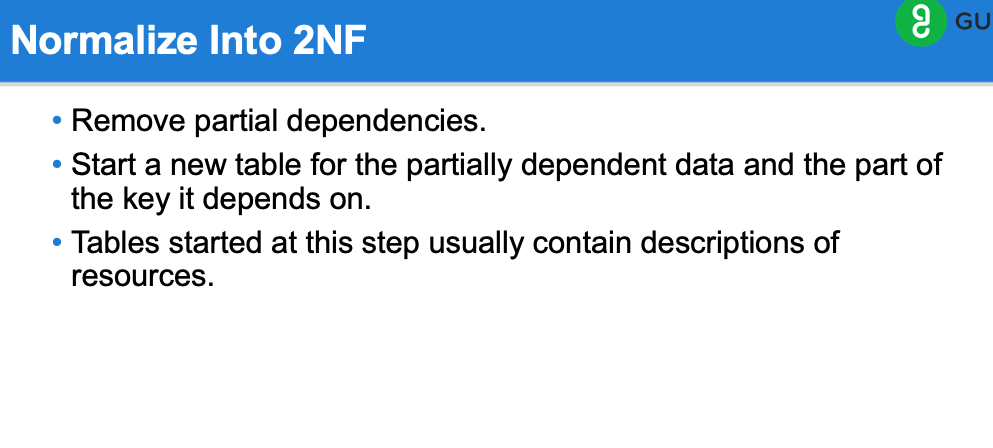 Normalize Into 2NF
GU
• Remove partial dependencies.
• Start a new table for the partially dependent data and the part of
the key it depends on.
• Tables started at this step usually contain descriptions of
resources.